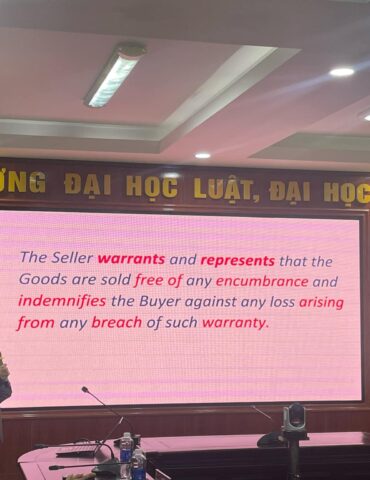 ƯỜNG ĐẠI HỌC LUẬT, ĐẠI HỌC
The Seller warrants and represents that the
Goods are sold free of any encumbrance and
indemnifies the Buyer against any loss arising
from any breach of such warranty.